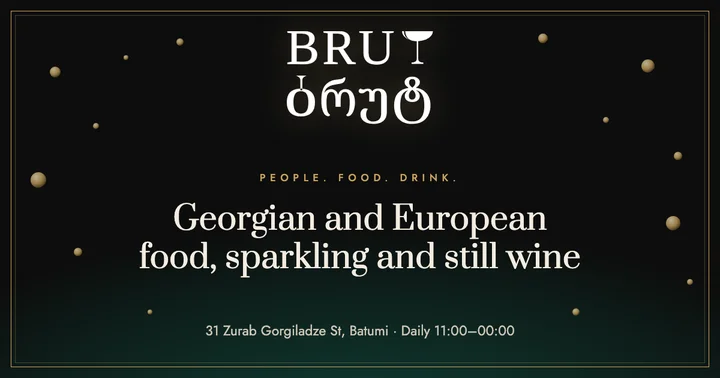 BRUT
ბრუტ
PEOPLE. FOOD. DRINK.
Georgian and European
food, sparkling and still wine
31 Zurab Gorgiladze St, Batumi · Daily 11:00–00:00